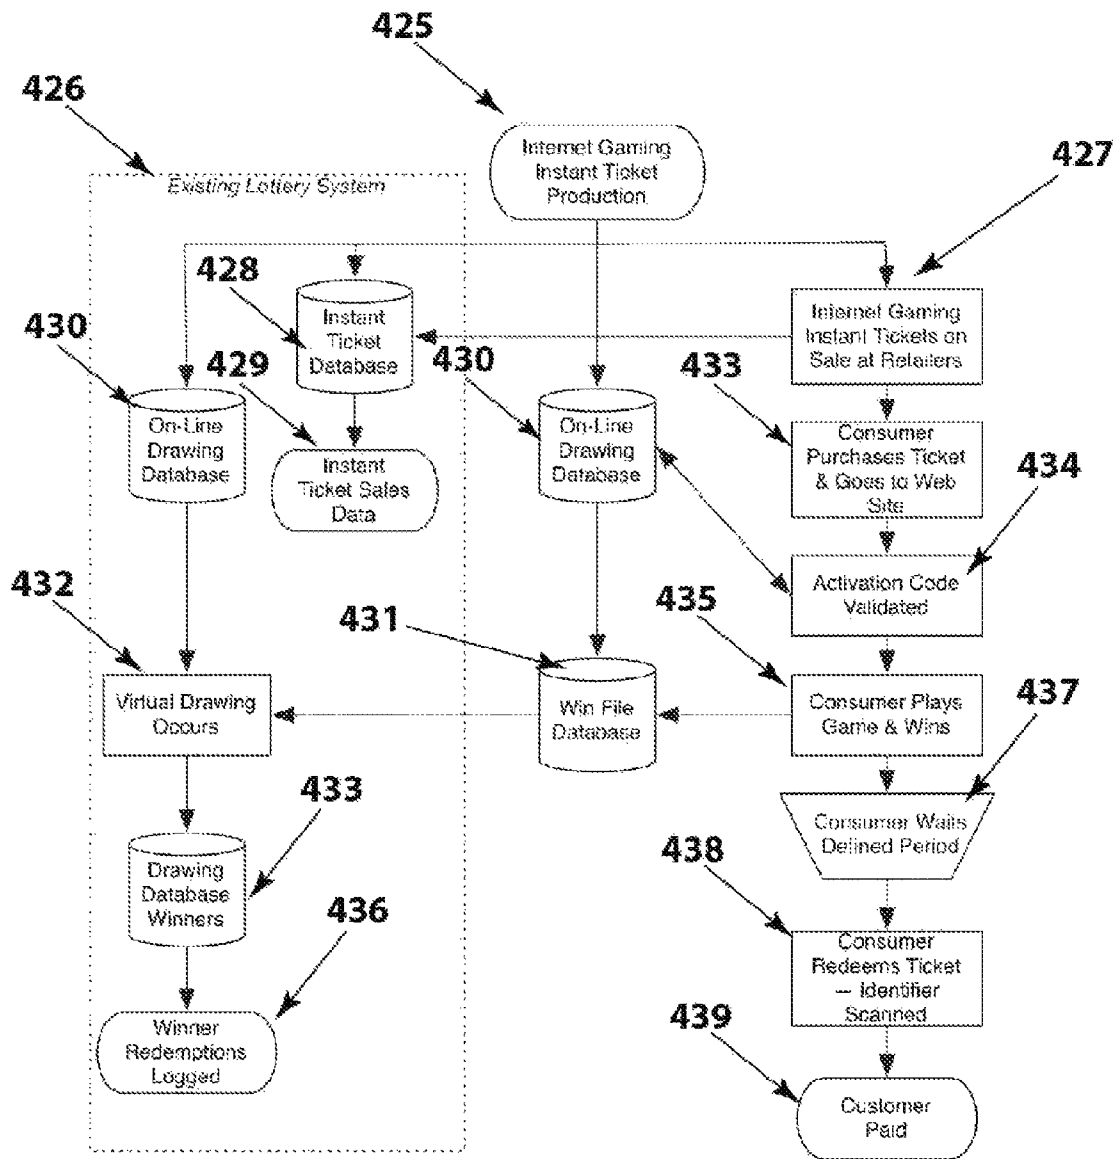 425
426
Internet Gaming
Instant Ticket
Production
427
Existing Lottery System
428
Instant
Ticket
Database
Internet Gaming
Instant Tickets on
Sale at Retailers
430
429
430
433
On-Line
Drawing
Database
Instant
Ticket Sales
Data
On-Line
Drawing
Database
Consumer
Purchases Ticket
& Goes to Web
Site
434
Activation Code
Validated
432
431
435
Virtual Drawing
Occurs
Win File
Database
Consumer Plays
Game & Wins
437
433
Consumer Waits
Defined Period
Drawing
Database
Winners
438
436
Consumer
Redeems Ticket
— Identifier
Scanned
Winner
Redemptions
Logged
439
Customer
Paid